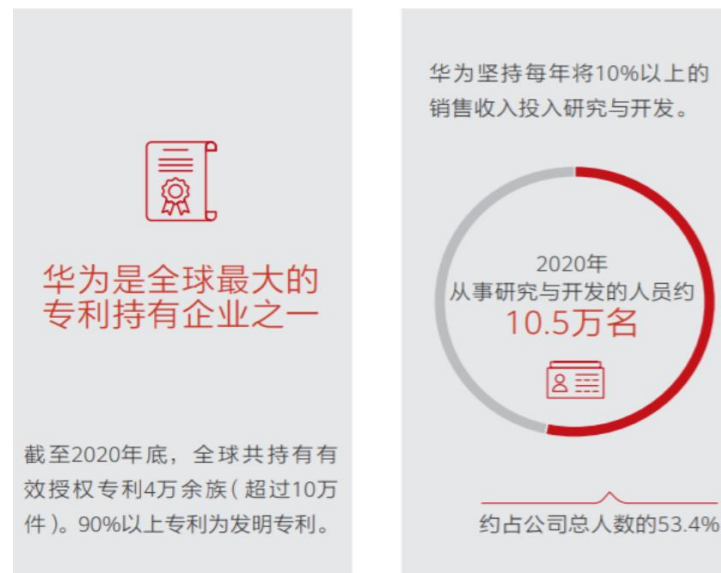 华为是全球最大的
专利持有企业之一
截至2020年底，全球共持有有
效授权专利4万余族（超过10万
件）。90%以上专利为发明专利。
华为坚持每年将10%以上的
销售收入投入研究与开发。
2020年
从事研究与开发的人员约
10.5万名
约占公司总人数的53.4%